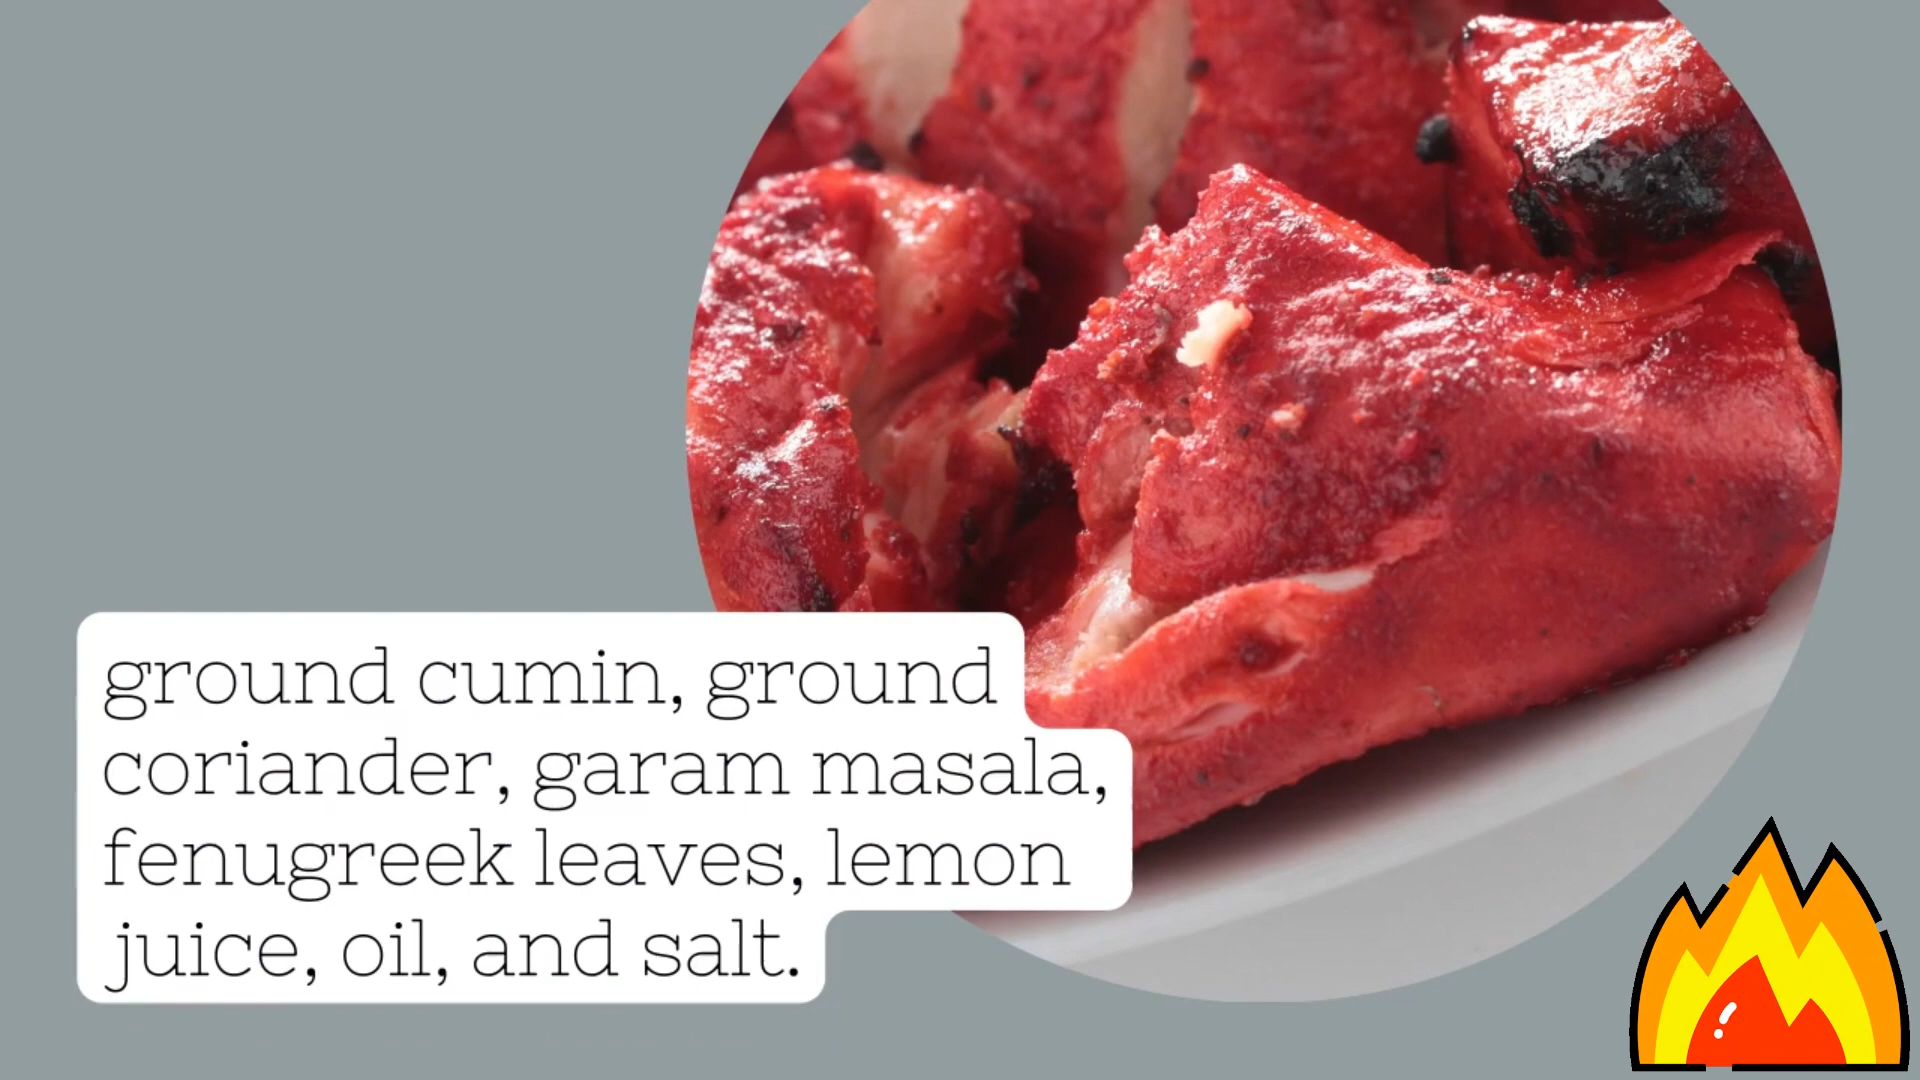 ground cumin, ground
coriander, garam masala,
fenugreek leaves, lemon
juice, oil, and salt.